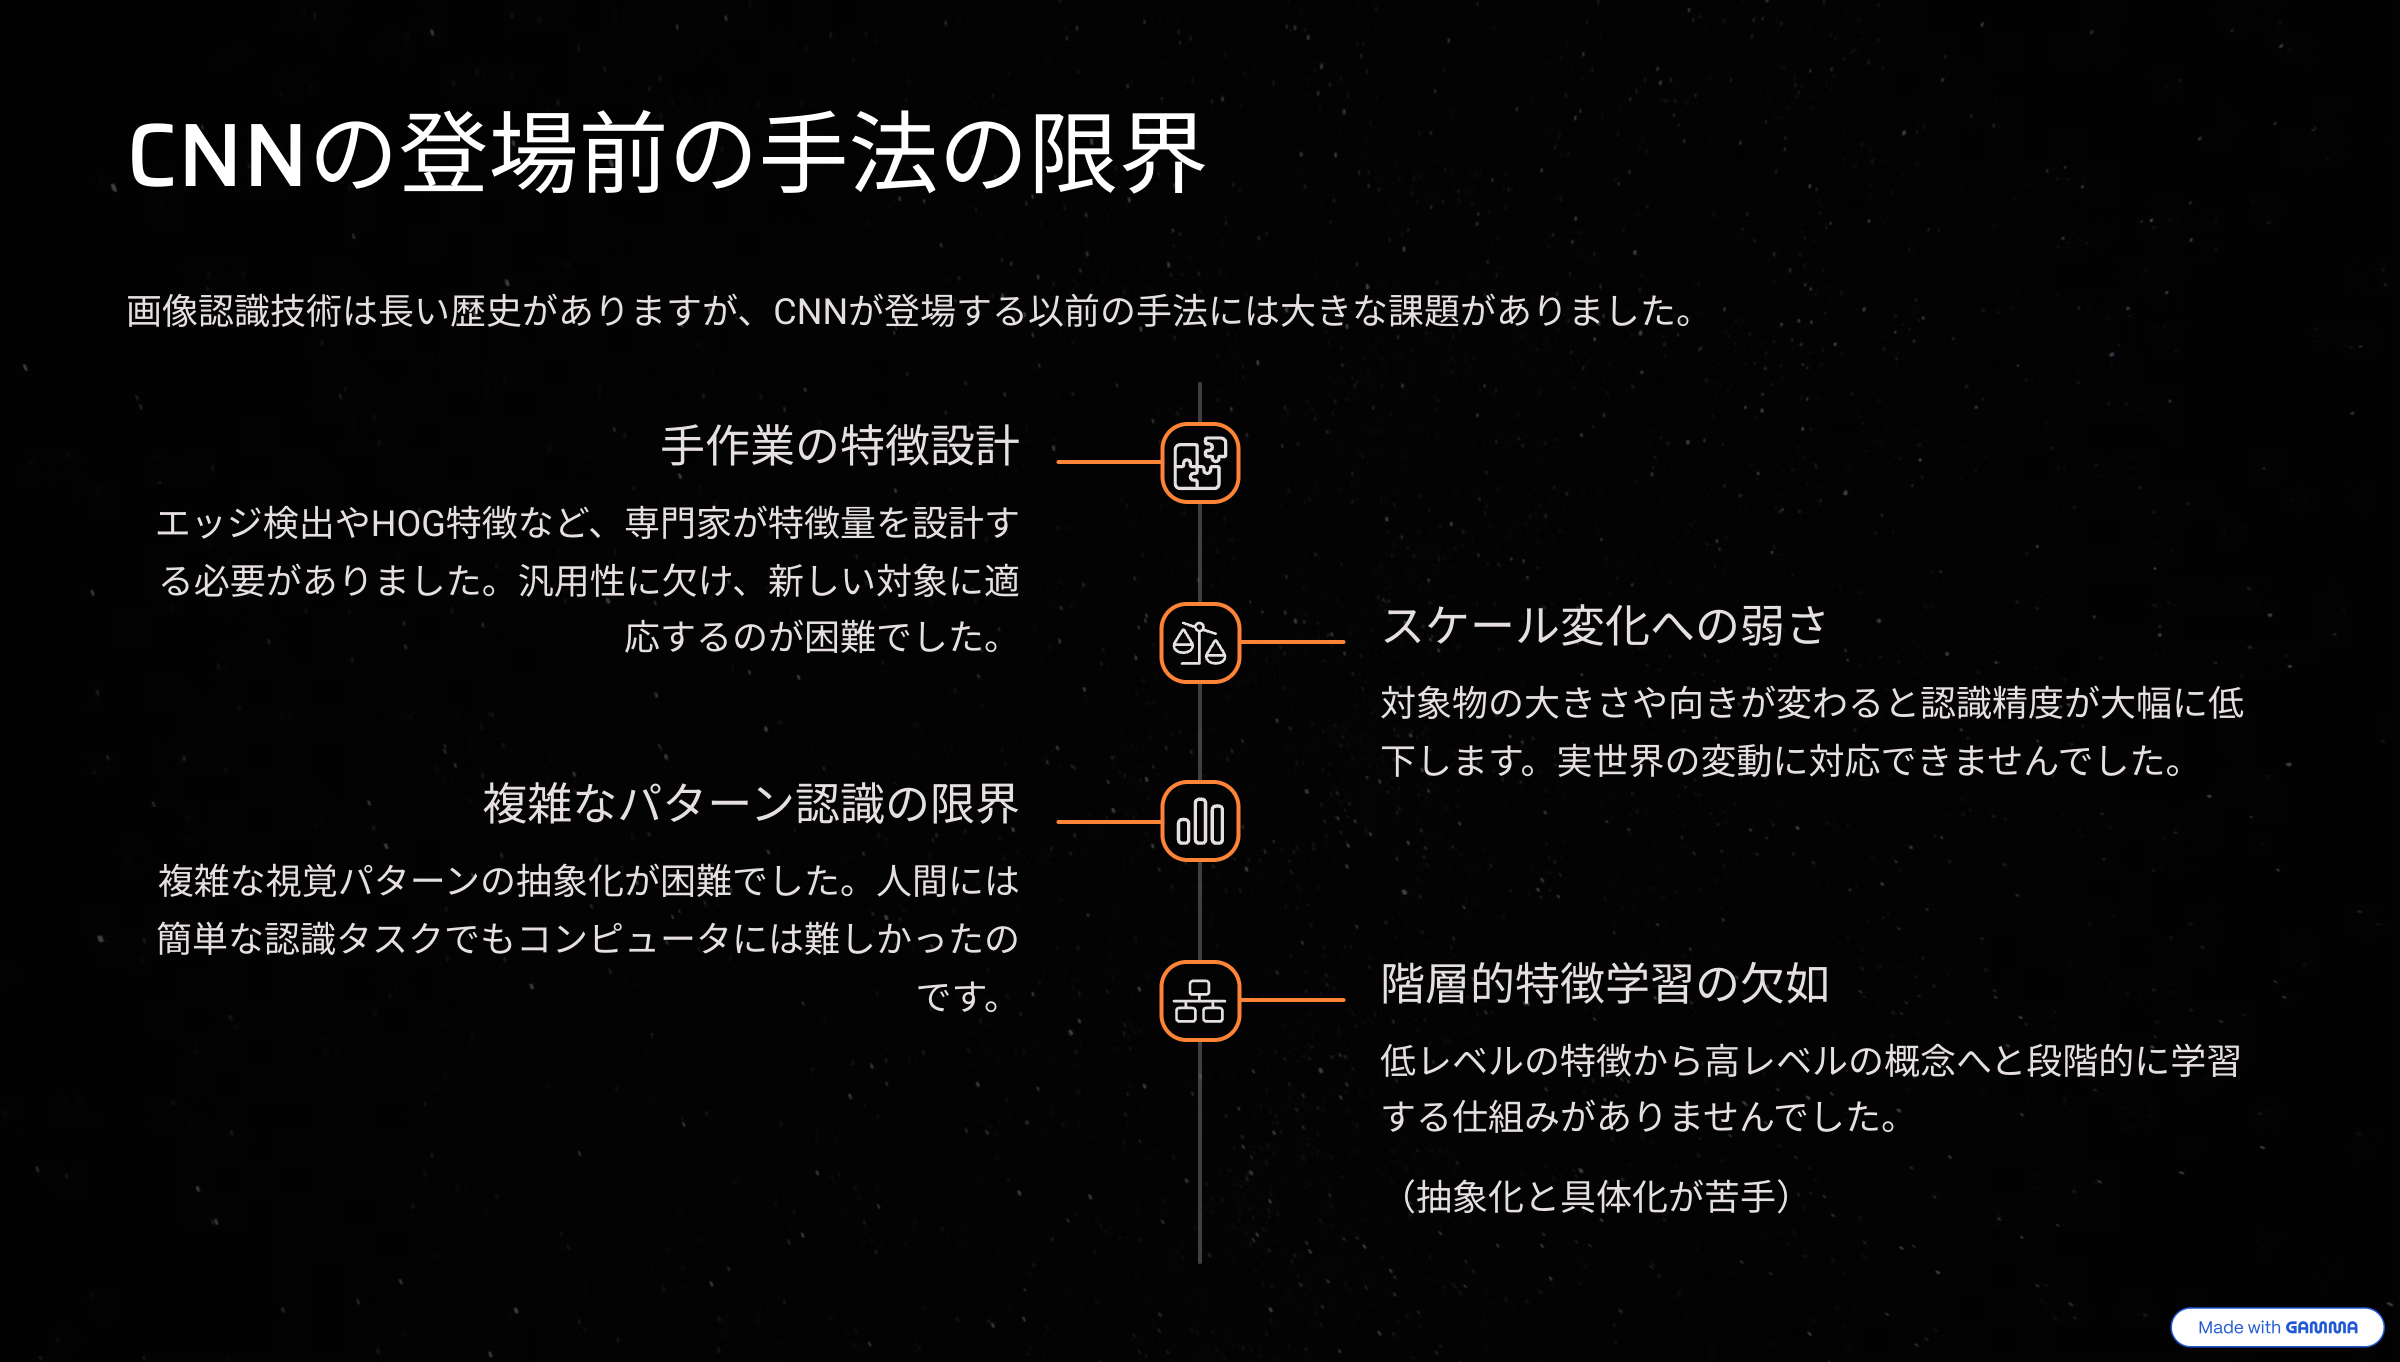 CNNの登場前の手法の限界
画像認識技術は長い歴史がありますが、CNNが登場する以前の手法には大きな課題がありました。
手作業の特徴設計
エッジ検出やHOG特徴など、専門家が特徴量を設計す
る必要がありました。汎用性に欠け、新しい対象に適
応するのが困難でした。
スケール変化への弱さ
対象物の大きさや向きが変わると認識精度が大幅に低
下します。実世界の変動に対応できませんでした。
複雑なパターン認識の限界
複雑な視覚パターンの抽象化が困難でした。人間には
簡単な認識タスクでもコンピュータには難しかったの
です。
階層的特徴学習の欠如
低レベルの特徴から高レベルの概念へと段階的に学習
する仕組みがありませんでした。
（抽象化と具体化が苦手）
Made with GAMMA